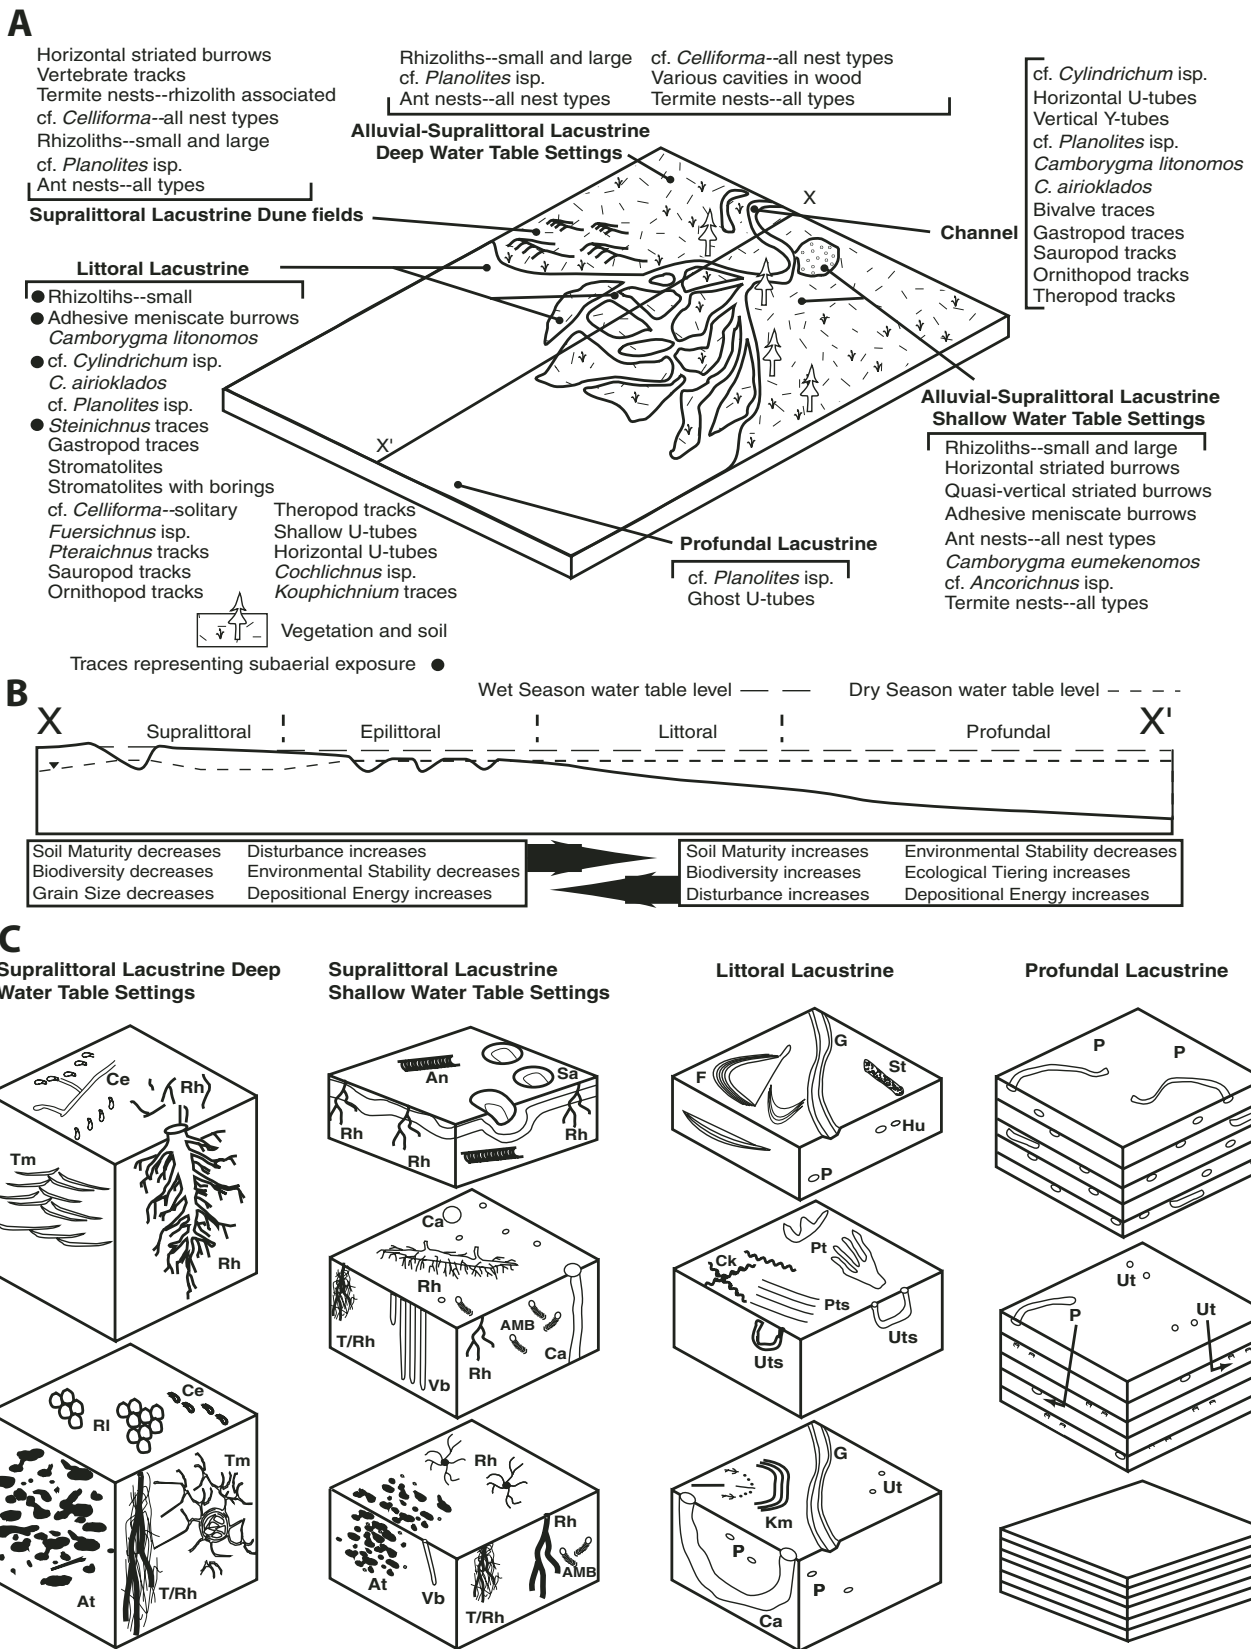 A
Horizontal striated burrows
Vertebrate tracks
Termite nests--rhizolith associated
cf. Celliforma--all nest types
Rhizoliths--small and large
cf. Planolites isp.
Ant nests--all types
Suprallittoral Lacustrine Dune fields
Rhizoliths--small and large
cf. Planolites isp.
Ant nests--all nest types
cf. Celliforma--all nest types
Various cavities in wood
Termite nests--all types
Alluvial-Supralittoral Lacustrine
Deep Water Table Settings
cf. Cylindrichum isp.
Horizontal U-tubes
Vertical Y-tubes
cf. Planolites isp.
Camborygma litonomos
C. airioklados
Bivalve traces
Gastropod traces
Sauropod tracks
Ornithopod tracks
Theropod tracks
Channel
X
X'
Littoral Lacustrine
Rhizoltihs--small
Adhesive meniscate burrows
Camborygma litonomos
cf. Cylindrichum isp.
C. airioklados
cf. Planolites isp.
Steinichnus traces
Gastropod traces
Stromatolites
Stromatolites with borings
cf. Celliforma--solitary
Fuersichnus isp.
Pteraichnus tracks
Sauropod tracks
Ornithopod tracks
Theropod tracks
Shallow U-tubes
Horizontal U-tubes
Cochlichnus isp.
Kouphichnium traces
Alluvial-Supralittoral Lacustrine
Shallow Water Table Settings
Rhizoliths--small and large
Horizontal striated burrows
Quasi-vertical striated burrows
Adhesive meniscate burrows
Ant nests--all nest types
Camborygma eumekenomos
cf. Ancorichnus isp.
Termite nests--all types
Profundal Lacustrine
cf. Planolites isp.
Ghost U-tubes
Vegetation and soil
Traces representing subaerial exposure
B
Wet Season water table level
Dry Season water table level
X
Supralittoral
Epilittoral
Littoral
Profundal
X'
Soil Maturity decreases
Biodiversity decreases
Grain Size decreases
Disturbance increases
Environmental Stability decreases
Depositional Energy increases
Soil Maturity increases
Biodiversity increases
Disturbance increases
Environmental Stability decreases
Ecological Tiering increases
Depositional Energy increases
C
Supralittoral Lacustrine Deep
Water Table Settings
Supralittoral Lacustrine
Shallow Water Table Settings
Littoral Lacustrine
Profundal Lacustrine
Ce
Rh
Tm
Rh
Rl
Ce
Tm
At
T/Rh
An
Sa
Rh
Rh
Rh
Ca
Rh
T/Rh
Vb
Rh
AMB
Ca
Rh
At
Vb
T/Rh
Rh
AMB
F
G
St
Hu
P
Ck
Pt
Pts
Uts
Uts
G
Ut
Km
P
P
Ca
P
P
Ut
P
Ut